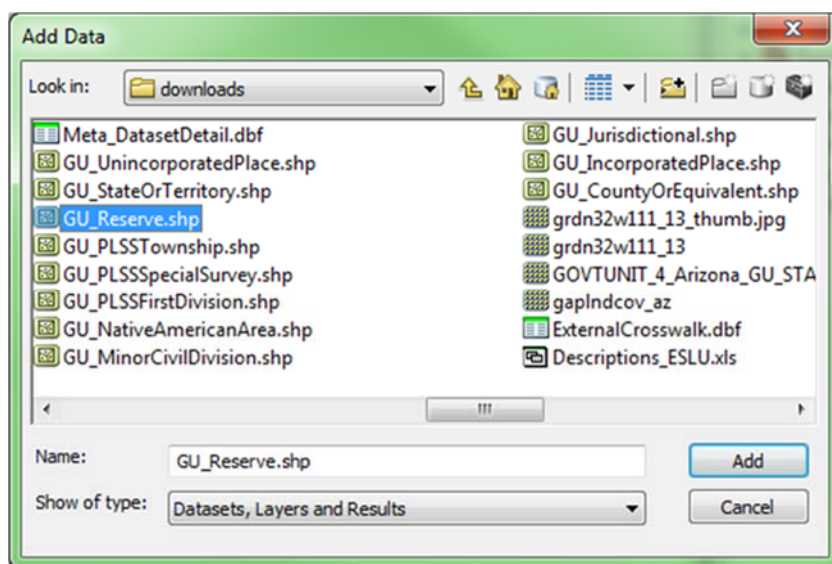 Add Data
Look in: downloads
Meta_DatasetDetail.dbf
GU_UnincorporatedPlace.shp
GU_StateOrTerritory.shp
GU_Reserve.shp
GU_PLSSTownship.shp
GU_PLSSSpecialSurvey.shp
GU_PLSSFirstDivision.shp
GU_NativeAmericanArea.shp
GU_MinorCivilDivision.shp
GU_Jurisdictional.shp
GU_IncorporatedPlace.shp
GU_CountyOrEquivalent.shp
grdn32w111_13_thumb.jpg
grdn32w111_13
GOVTUNIT_4_Arizona_GU_STA
gaplndcov_az
ExternalCrosswalk.dbf
Descriptions_ESLU.xls
Name: GU_Reserve.shp
Add
Show of type: Datasets, Layers and Results
Cancel